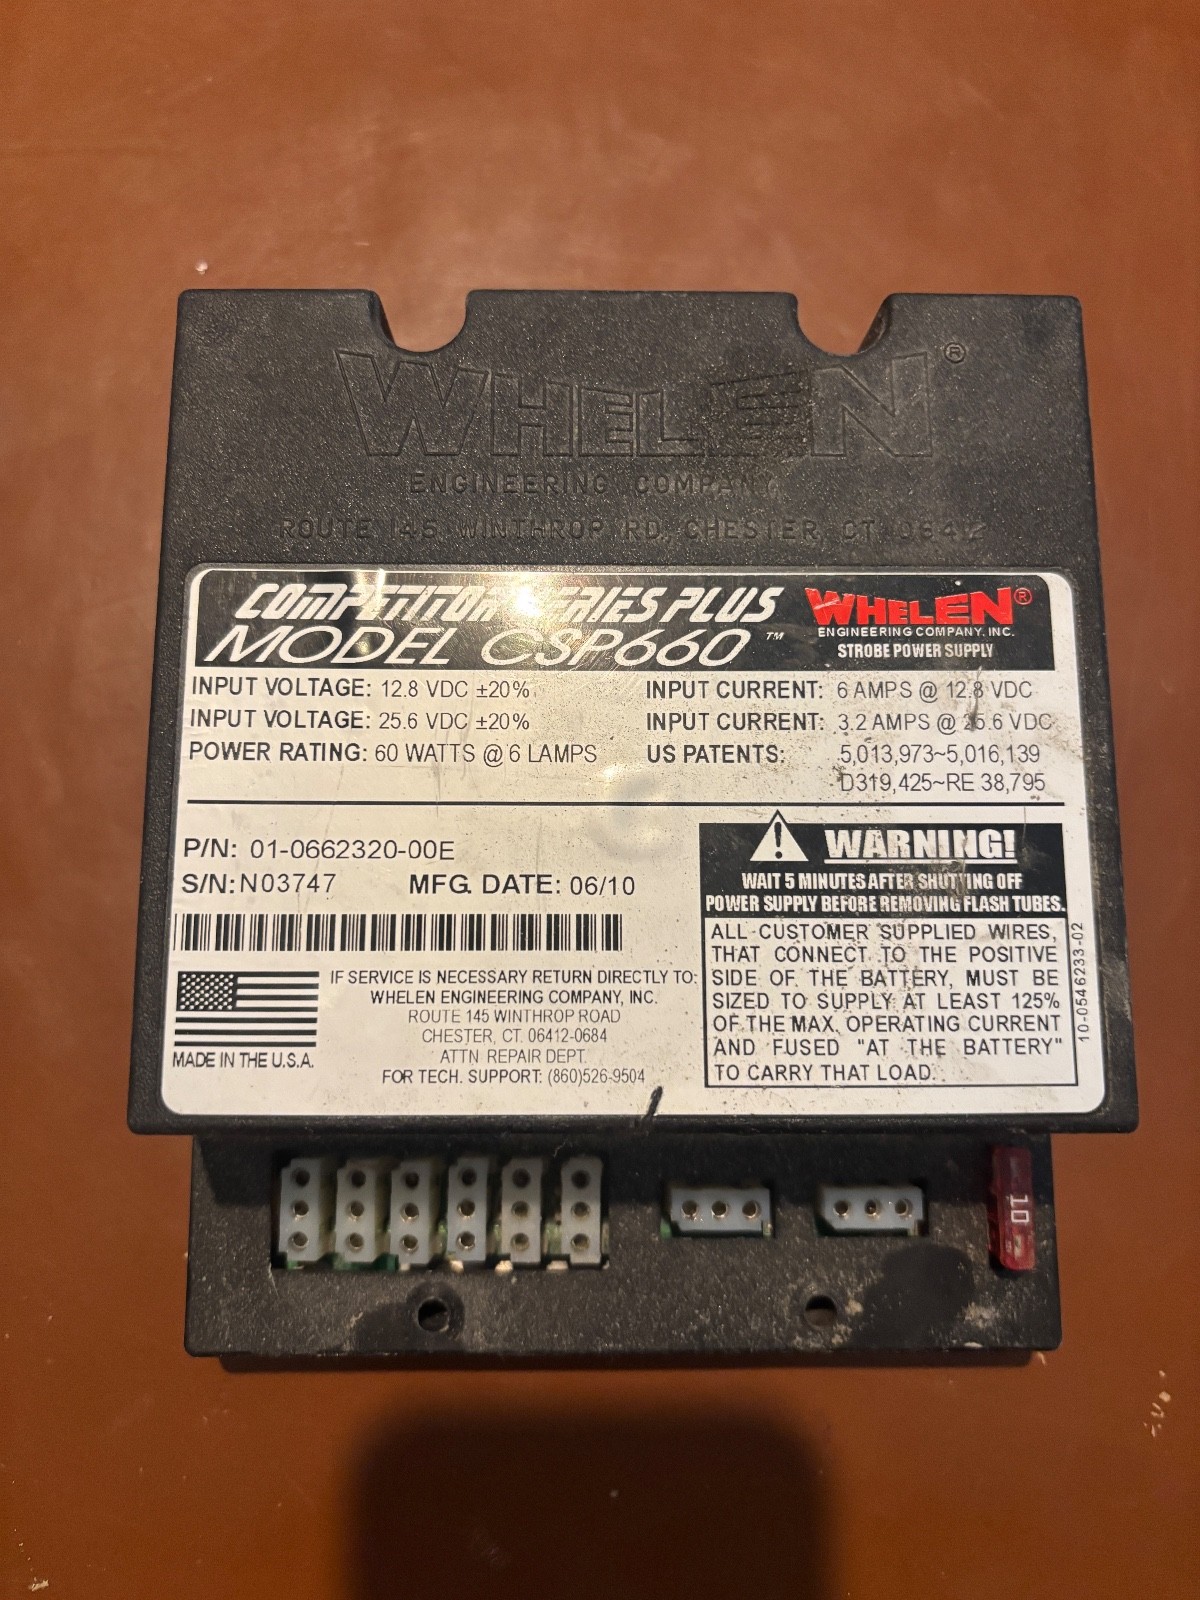 WHELEN®
ENGINEERING COMPANY
ROUTE 145 WINTHROP RD, CHESTER, CT. 06412
COMPETITOR SERIES PLUS
MODEL CSP660™
WHELEN®
ENGINEERING COMPANY, INC.
STROBE POWER SUPPLY
INPUT VOLTAGE: 12.8 VDC ±20%
INPUT CURRENT: 6 AMPS @ 12.8 VDC
INPUT VOLTAGE: 25.6 VDC ±20%
INPUT CURRENT: 3.2 AMPS @ 25.6 VDC
POWER RATING: 60 WATTS @ 6 LAMPS
US PATENTS: 5,013,973~5,016,139
D319,425~RE 38,795
P/N: 01-0662320-00E
S/N: N03747 MFG. DATE: 06/10
MADE IN THE U.S.A.
IF SERVICE IS NECESSARY RETURN DIRECTLY TO:
WHELEN ENGINEERING COMPANY, INC.
ROUTE 145 WINTHROP ROAD
CHESTER, CT. 06412-0684
ATTN REPAIR DEPT.
FOR TECH. SUPPORT: (860)526-9504
WARNING!
WAIT 5 MINUTES AFTER SHUTTING OFF
POWER SUPPLY BEFORE REMOVING FLASH TUBES.
ALL CUSTOMER SUPPLIED WIRES,
THAT CONNECT TO THE POSITIVE
SIDE OF THE BATTERY, MUST BE
SIZED TO SUPPLY AT LEAST 125%
OF THE MAX. OPERATING CURRENT
AND FUSED "AT THE BATTERY"
TO CARRY THAT LOAD.
10-0546233-02
10